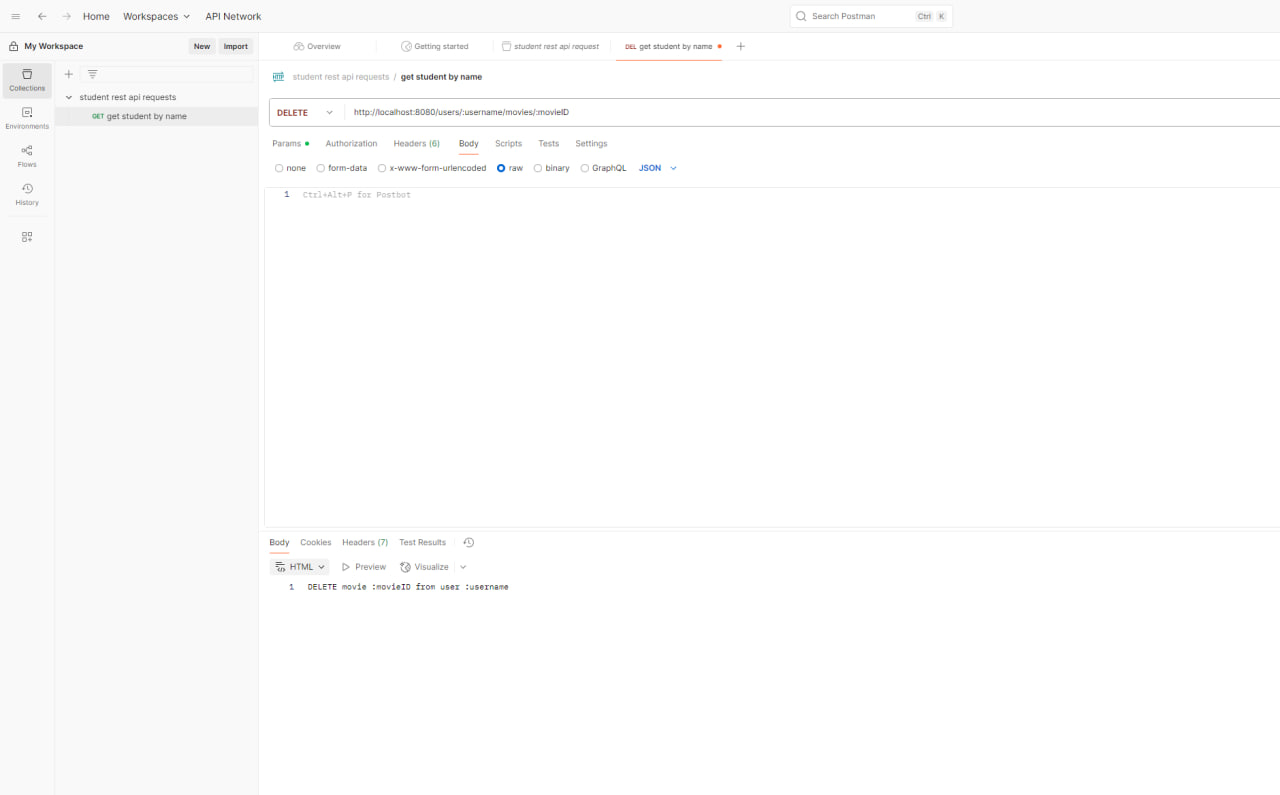 Home Workspaces API Network Search Postman Ctrl K
My Workspace New Import Overview Getting started student rest api request DEL get student by name
Collections
Environments
Flows
History
student rest api requests
GET get student by name
HTTP student rest api requests / get student by name
DELETE http://localhost:8080/users/:username/movies/:movieID
Params Authorization Headers (6) Body Scripts Tests Settings
none form-data x-www-form-urlencoded raw binary GraphQL JSON
1 Ctrl+Alt+P for Postbot
Body Cookies Headers (7) Test Results
HTML Preview Visualize
1 DELETE movie :movieID from user :username